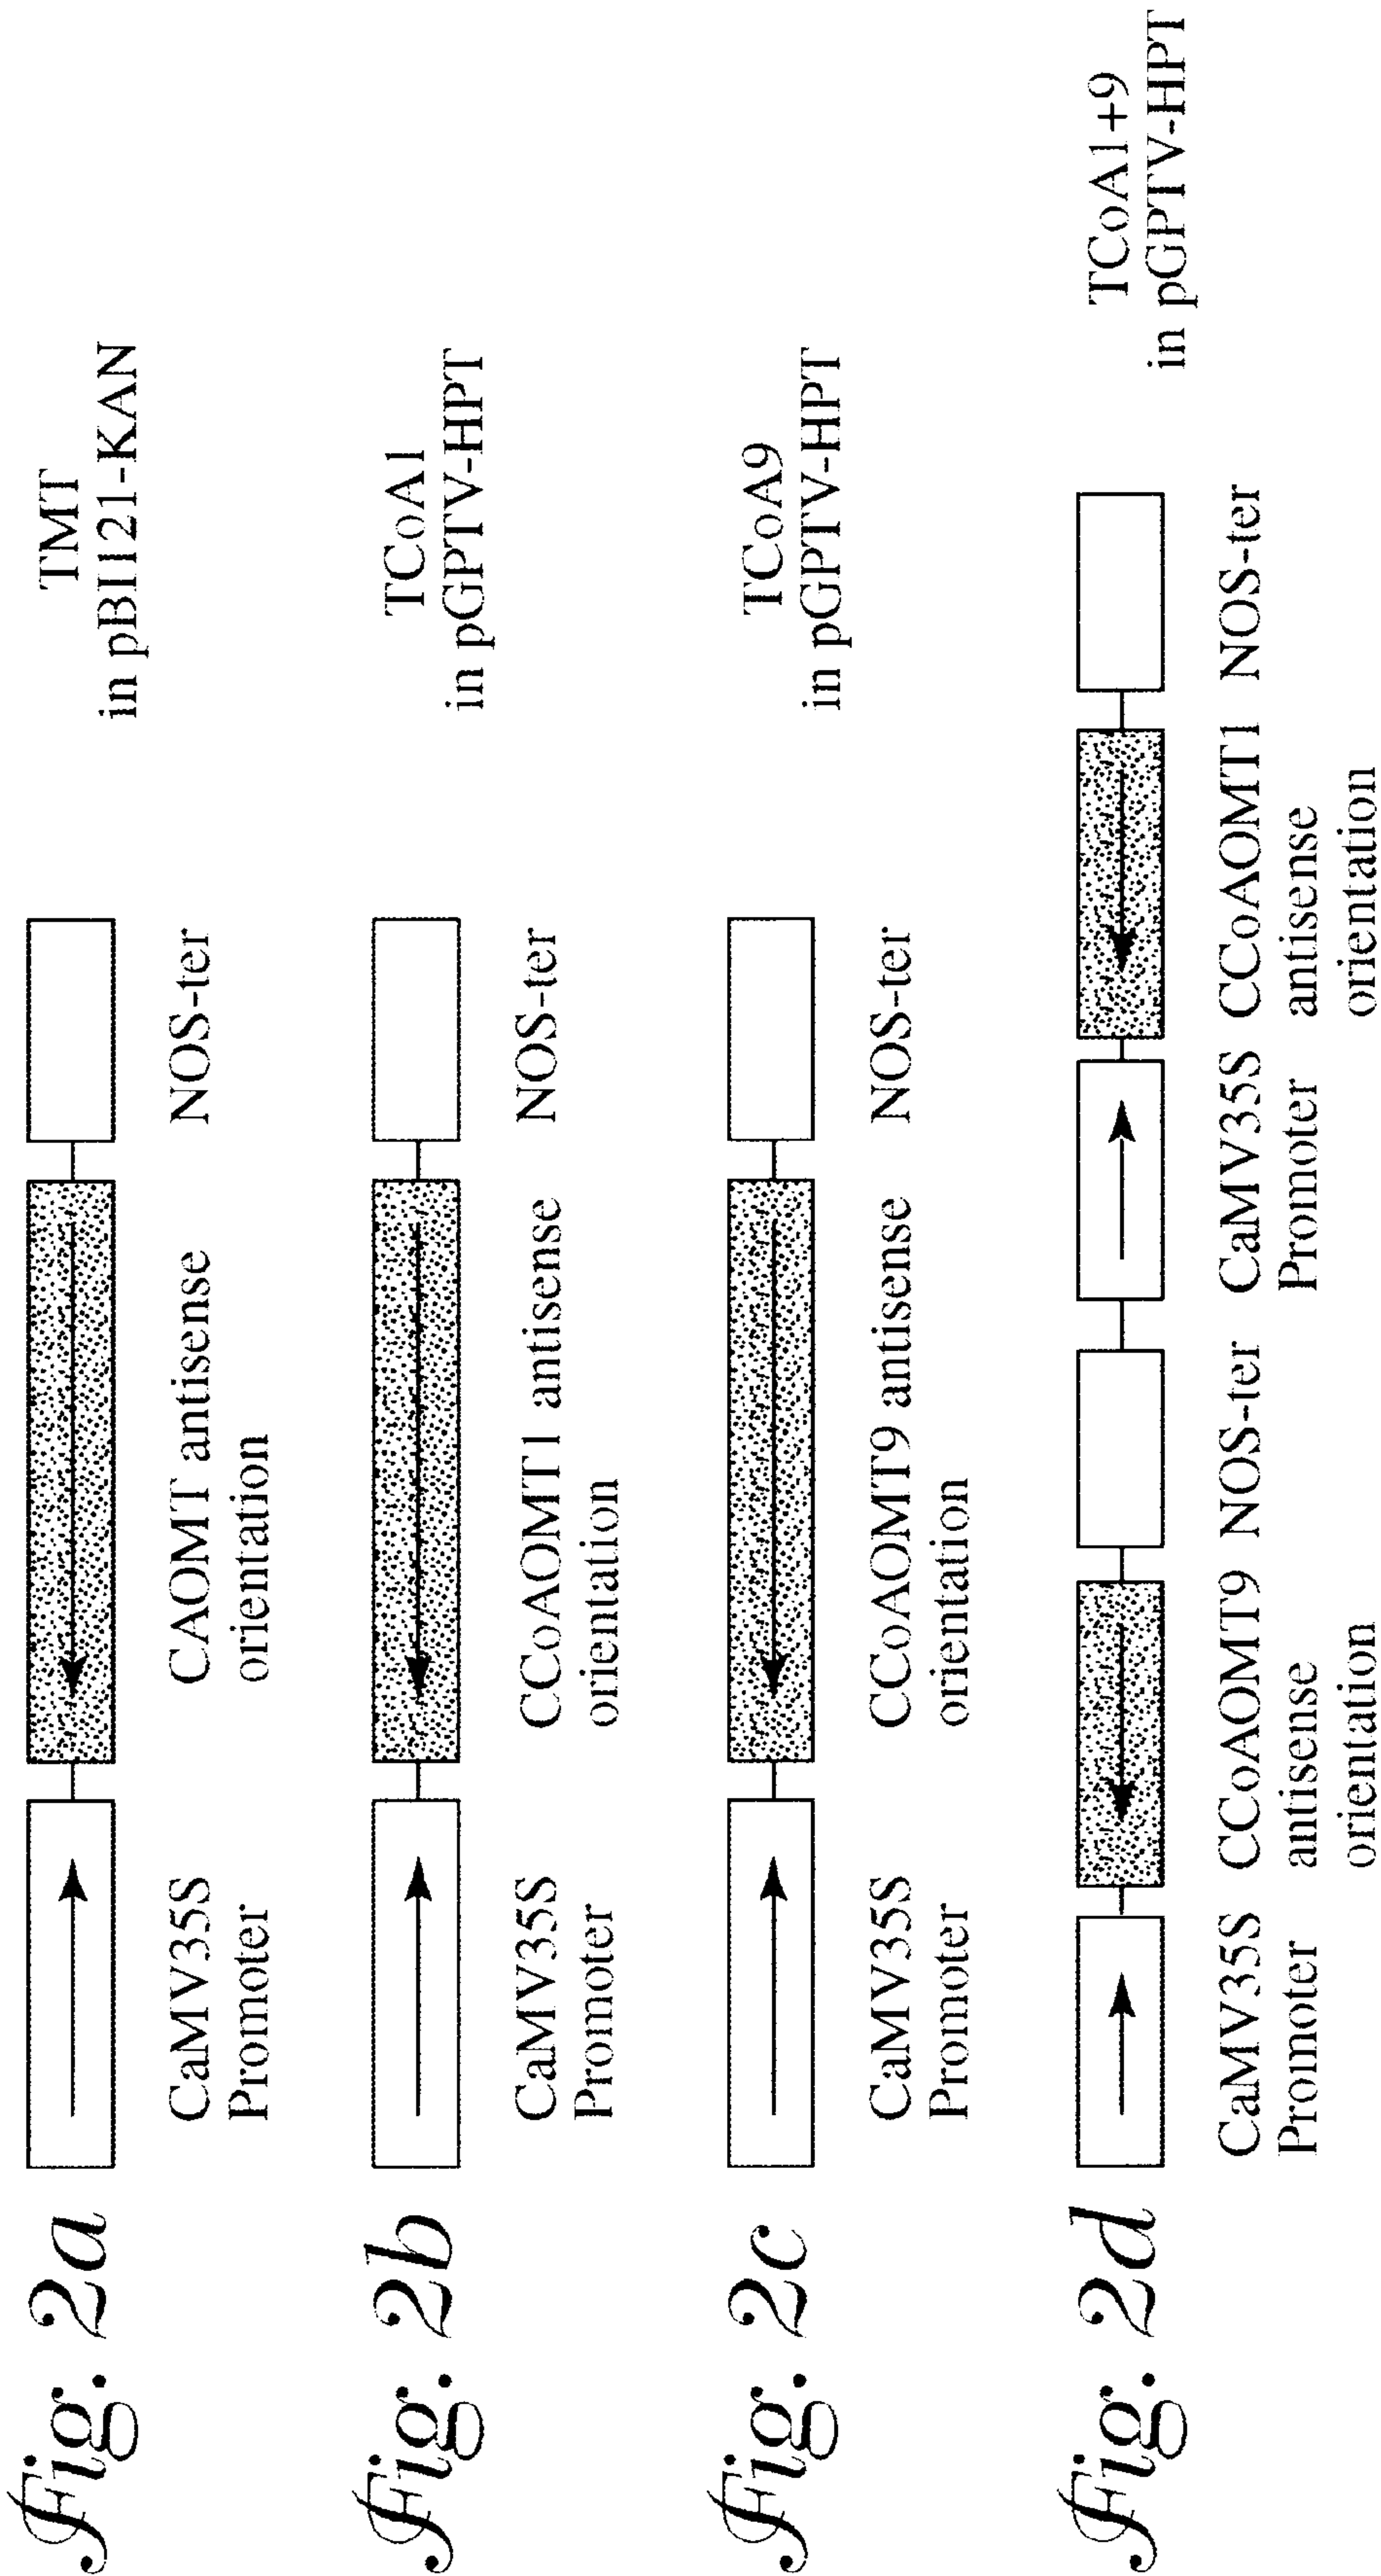 Fig. 2a
CaMV35S
Promoter
CAOMT antisense
orientation
NOS-ter
TMT
in pBI121-KAN
Fig. 2b
CaMV35S
Promoter
CCoAOMT1 antisense
orientation
NOS-ter
TCoA1
in pGPTV-HPT
Fig. 2c
CaMV35S
Promoter
CCoAOMT9 antisense
orientation
NOS-ter
TCoA9
in pGPTV-HPT
Fig. 2d
CaMV35S
Promoter
CCoAOMT9
antisense
orientation
NOS-ter
CaMV35S
Promoter
CCoAOMT1
antisense
orientation
NOS-ter
TCoA1+9
in pGPTV-HPT